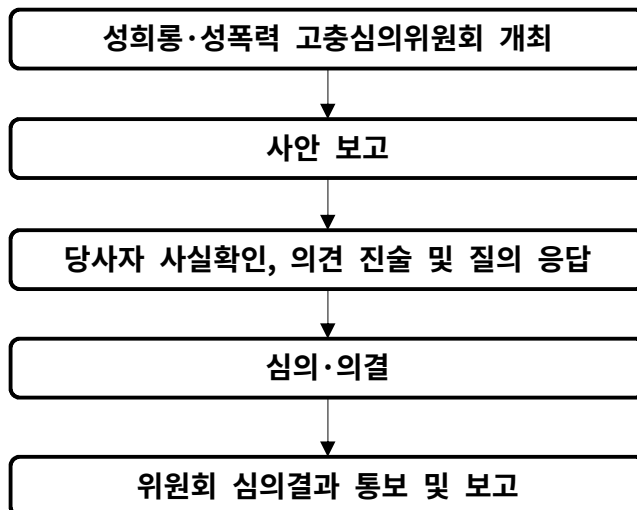 성희롱·성폭력 고충심의위원회 개최
사안 보고
당사자 사실확인, 의견 진술 및 질의 응답
심의·의결
위원회 심의결과 통보 및 보고